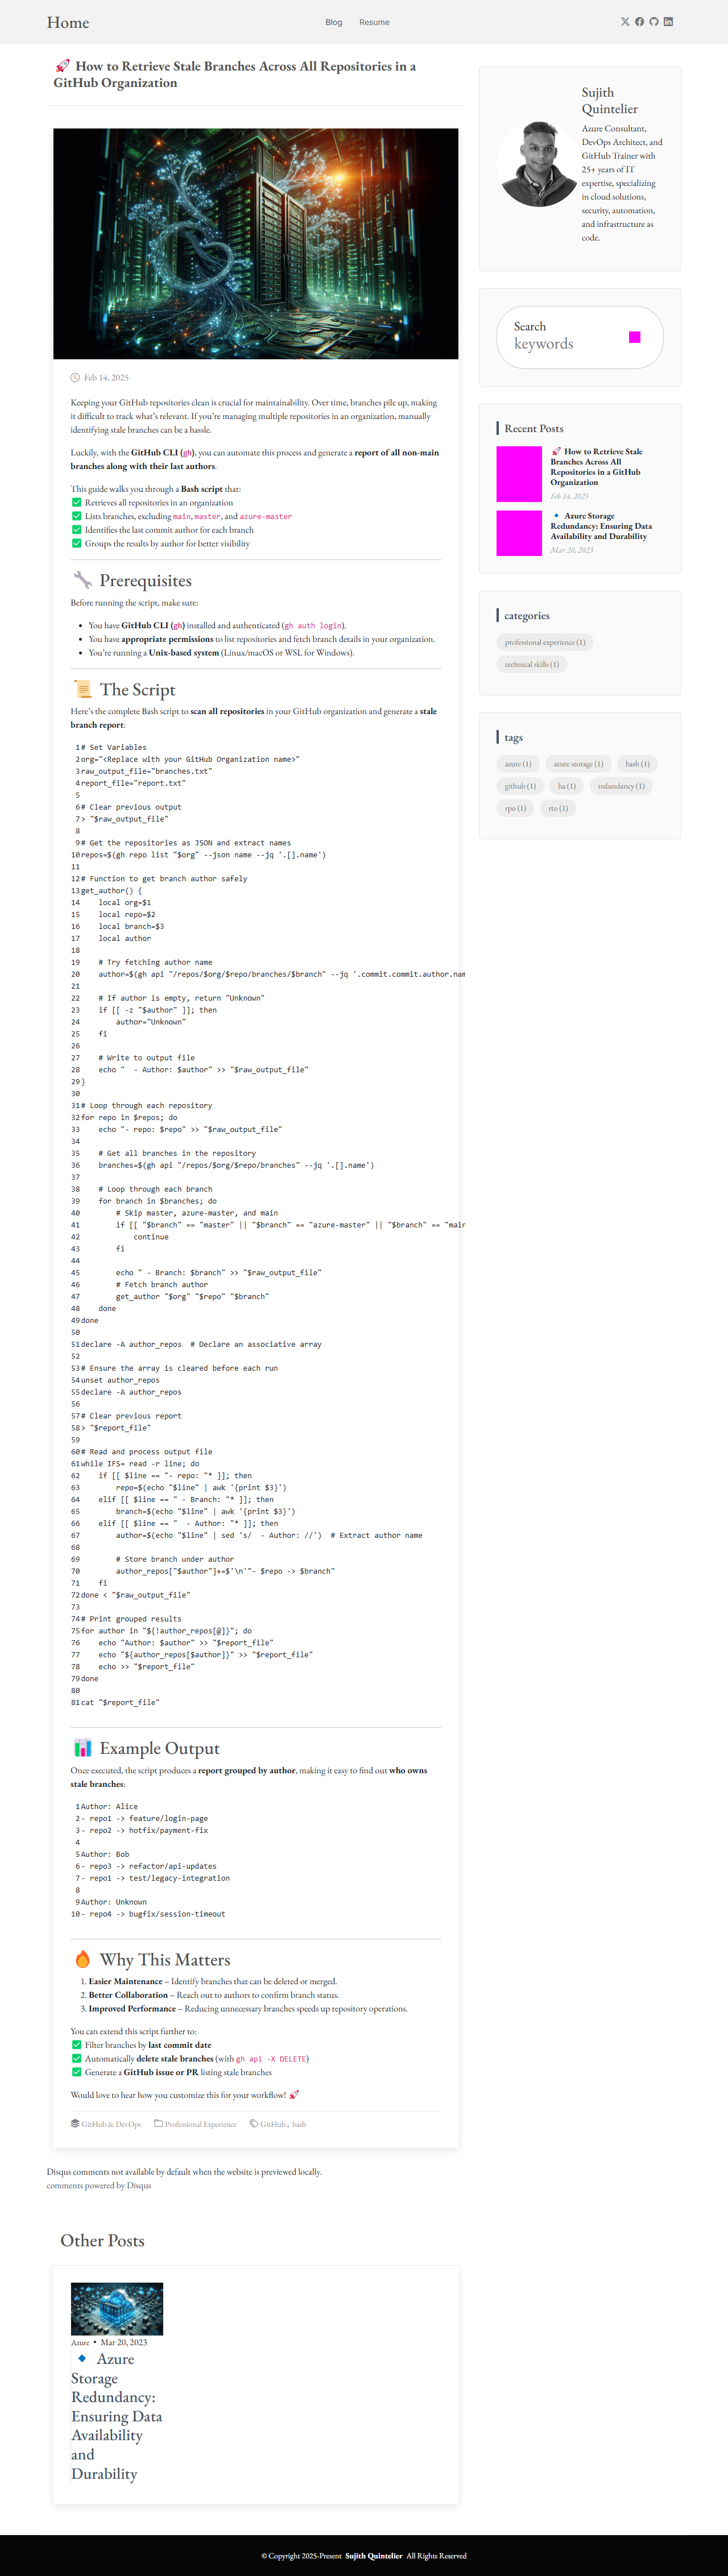 Home
Blog
Resume
🚀 How to Retrieve Stale Branches Across All Repositories in a
GitHub Organization
Feb 14, 2025
Keeping your GitHub repositories clean is crucial for maintainability. Over time, branches pile up, making
it difficult to track what's relevant. If you're managing multiple repositories in an organization, manually
identifying stale branches can be a hassle.
Luckily, with the GitHub CLI (gh), you can automate this process and generate a report of all non-main
branches along with their last authors.
This guide walks you through a Bash script that:
✅ Retrieves all repositories in an organization
✅ Lists branches, excluding main, master, and azure-master
✅ Identifies the last commit author for each branch
✅ Groups the results by author for better visibility
🔧 Prerequisites
Before running the script, make sure:
• You have GitHub CLI (gh) installed and authenticated (gh auth login).
• You have appropriate permissions to list repositories and fetch branch details in your organization.
• You're running a Unix-based system (Linux/macOS or WSL for Windows).
📜 The Script
Here's the complete Bash script to scan all repositories in your GitHub organization and generate a stale
branch report:
1 # Set Variables
2 org="<Replace with your GitHub Organization name>"
3 raw_output_file="branches.txt"
4 report_file="report.txt"
5
6 # Clear previous output
7 > "$raw_output_file"
8
9 # Get the repositories as JSON and extract names
10 repos=$(gh repo list "$org" --json name --jq '.[].name')
11
12 # Function to get branch author safely
13 get_author() {
14     local org=$1
15     local repo=$2
16     local branch=$3
17     local author
18
19     # Try fetching author name
20     author=$(gh api "/repos/$org/$repo/branches/$branch" --jq '.commit.commit.author.nam
21
22     # If author is empty, return "Unknown"
23     if [[ -z "$author" ]]; then
24         author="Unknown"
25     fi
26
27     # Write to output file
28     echo "  - Author: $author" >> "$raw_output_file"
29 }
30
31 # Loop through each repository
32 for repo in $repos; do
33     echo "- repo: $repo" >> "$raw_output_file"
34
35     # Get all branches in the repository
36     branches=$(gh api "/repos/$org/$repo/branches" --jq '.[].name')
37
38     # Loop through each branch
39     for branch in $branches; do
40         # Skip master, azure-master, and main
41         if [[ "$branch" == "master" || "$branch" == "azure-master" || "$branch" == "main
42             continue
43         fi
44
45         echo " - Branch: $branch" >> "$raw_output_file"
46         # Fetch branch author
47         get_author "$org" "$repo" "$branch"
48     done
49 done
50
51 declare -A author_repos  # Declare an associative array
52
53 # Ensure the array is cleared before each run
54 unset author_repos
55 declare -A author_repos
56
57 # Clear previous report
58 > "$report_file"
59
60 # Read and process output file
61 while IFS= read -r line; do
62     if [[ $line == "- repo: "* ]]; then
63         repo=$(echo "$line" | awk '{print $3}')
64     elif [[ $line == " - Branch: "* ]]; then
65         branch=$(echo "$line" | awk '{print $3}')
66     elif [[ $line == "  - Author: "* ]]; then
67         author=$(echo "$line" | sed 's/  - Author: //')  # Extract author name
68
69         # Store branch under author
70         author_repos["$author"]+=$'\n'"- $repo -> $branch"
71     fi
72 done < "$raw_output_file"
73
74 # Print grouped results
75 for author in "${!author_repos[@]}"; do
76     echo "Author: $author" >> "$report_file"
77     echo "${author_repos[$author]}" >> "$report_file"
78     echo >> "$report_file"
79 done
80
81 cat "$report_file"
📊 Example Output
Once executed, the script produces a report grouped by author, making it easy to find out who owns
stale branches:
1 Author: Alice
2 - repo1 -> feature/login-page
3 - repo2 -> hotfix/payment-fix
4
5 Author: Bob
6 - repo3 -> refactor/api-updates
7 - repo1 -> test/legacy-integration
8
9 Author: Unknown
10 - repo4 -> bugfix/session-timeout
🔥 Why This Matters
1. Easier Maintenance – Identify branches that can be deleted or merged.
2. Better Collaboration – Reach out to authors to confirm branch status.
3. Improved Performance – Reducing unnecessary branches speeds up repository operations.
You can extend this script further to:
✅ Filter branches by last commit date
✅ Automatically delete stale branches (with gh api -X DELETE)
✅ Generate a GitHub issue or PR listing stale branches
Would love to hear how you customize this for your workflow! 🚀
GitHub & DevOps
Professional Experience
GitHub, bash
Disqus comments not available by default when the website is previewed locally.
comments powered by Disqus
Other Posts
Azure • Mar 20, 2023
🔹 Azure
Storage
Redundancy:
Ensuring Data
Availability
and
Durability
Sujith
Quintelier
Azure Consultant,
DevOps Architect, and
GitHub Trainer with
25+ years of IT
expertise, specializing
in cloud solutions,
security, automation,
and infrastructure as
code.
Search
keywords
Recent Posts
🚀 How to Retrieve Stale
Branches Across All
Repositories in a GitHub
Organization
Feb 14, 2025
🔹 Azure Storage
Redundancy: Ensuring Data
Availability and Durability
Mar 20, 2023
categories
professional experience (1)
technical skills (1)
tags
azure (1)
azure storage (1)
bash (1)
github (1)
ha (1)
redundancy (1)
rpo (1)
rto (1)
© Copyright 2025-Present Sujith Quintelier All Rights Reserved